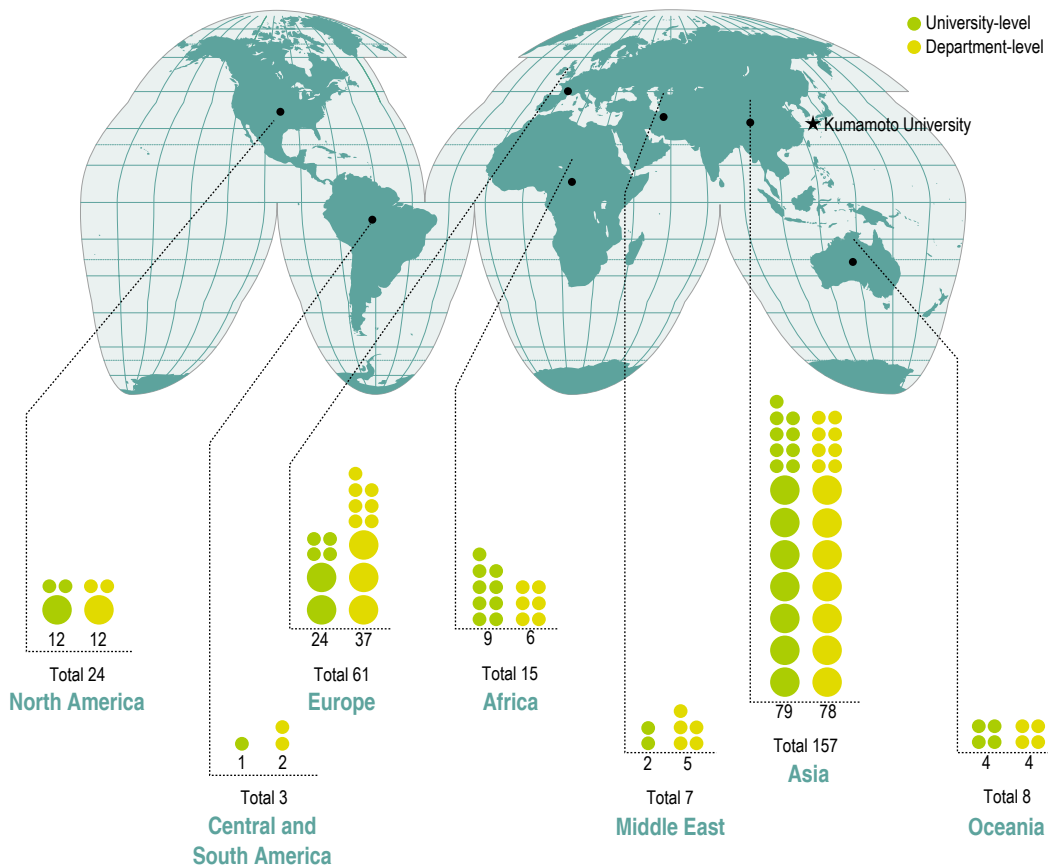 University-level
Department-level
★Kumamoto University
12 12
Total 24
North America
1 2
Total 3
Central and
South America
24 37
Total 61
Europe
9 6
Total 15
Africa
2 5
Total 7
Middle East
79 78
Total 157
Asia
4 4
Total 8
Oceania